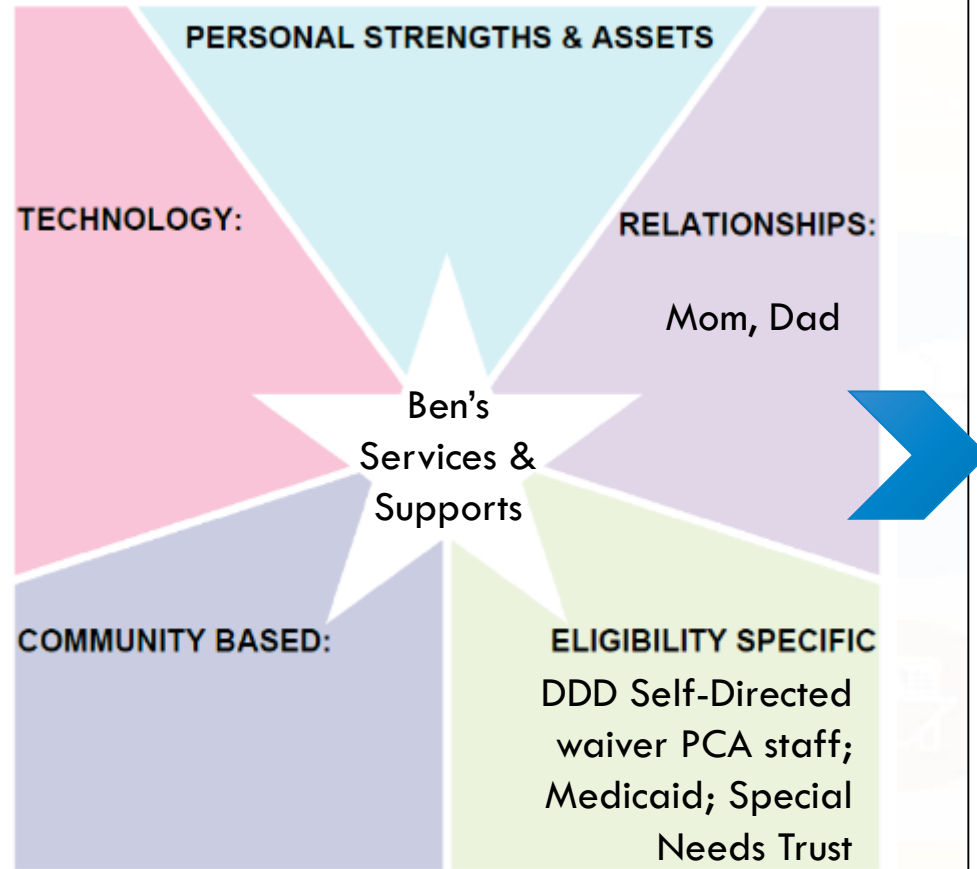 PERSONAL STRENGTHS & ASSETS
TECHNOLOGY:
RELATIONSHIPS:
Mom, Dad
Ben’s
Services &
Supports
COMMUNITY BASED:
ELIGIBILITY SPECIFIC
DDD Self-Directed
waiver PCA staff;
Medicaid; Special
Needs Trust